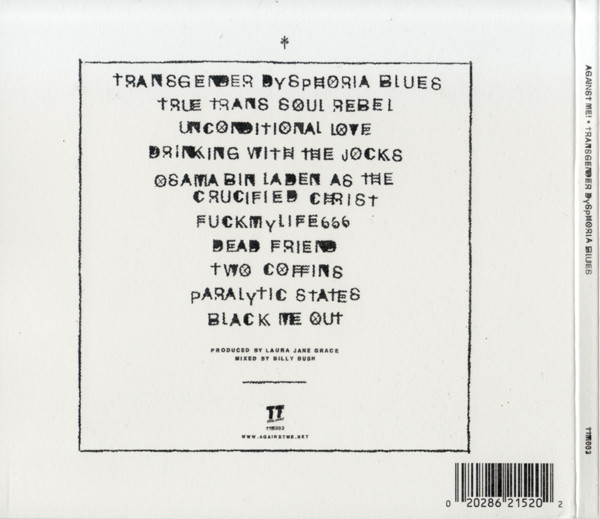 TRANSGENDER DYSPHORIA BLUES
TRUE TRANS SOUL REBEL
UNCONDITIONAL LOVE
DRINKING WITH THE JOCKS
OSAMA BIN LADEN AS THE
CRUCIFIED CHRIST
FUCKMYLIFE666
DEAD FRIEND
TWO COFFINS
PARALYTIC STATES
BLACK ME OUT
PRODUCED BY LAURA JANE GRACE
MIXED BY BILLY BUSH
TT
TTM003
WWW.AGAINSTME.NET
AGAINST ME! • TRANSGENDER DYSPHORIA BLUES
TTM003
0 20286 21520 2